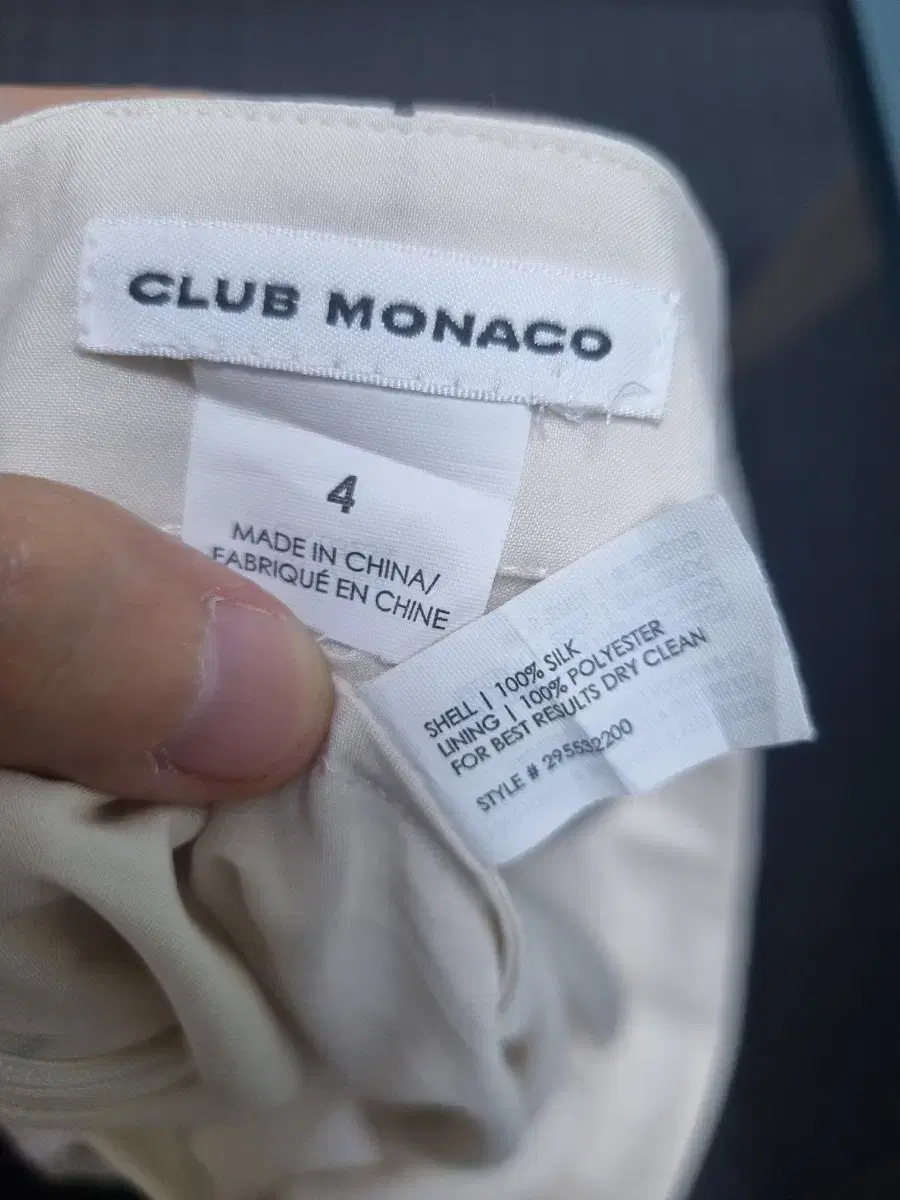 CLUB MONACO
4
MADE IN CHINA/
FABRIQUÉ EN CHINE
SHELL | 100% SILK
LINING | 100% POLYESTER
FOR BEST RESULTS DRY CLEAN
STYLE # 295532200